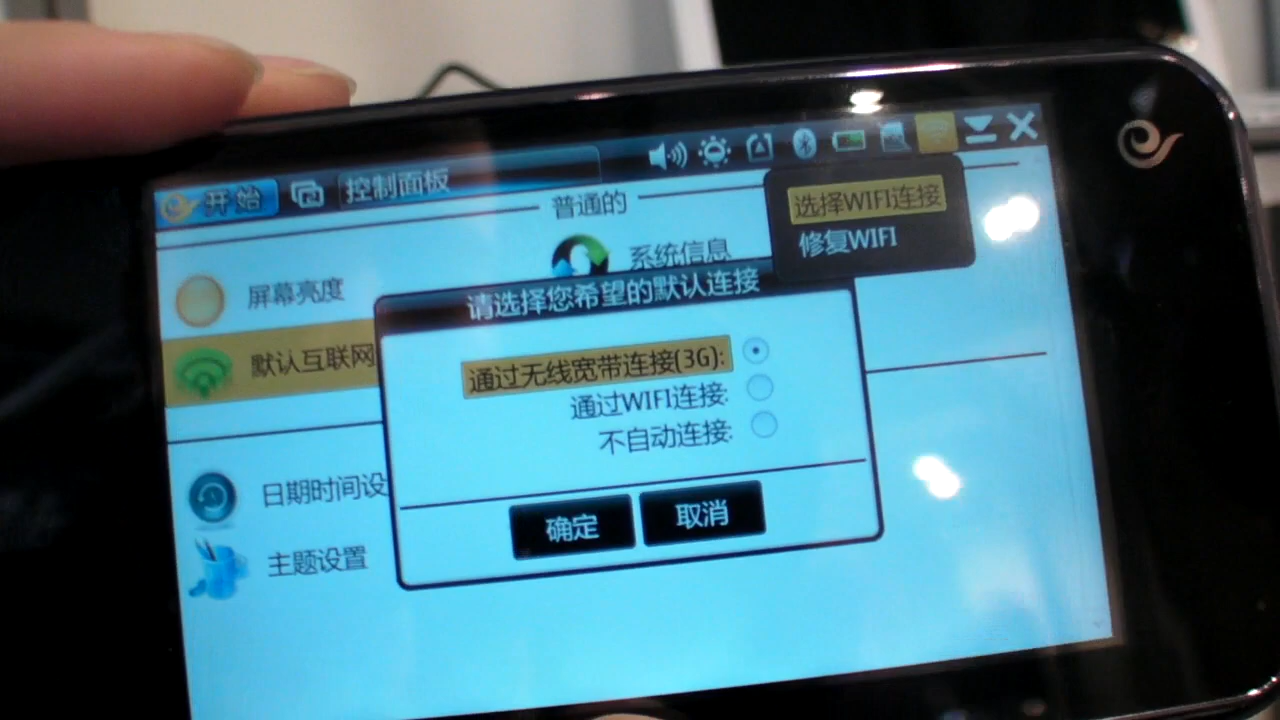 开始
控制面板
普通的
选择WIFI连接
修复WIFI
系统信息
屏幕亮度
请选择您希望的默认连接
默认互联网
通过无线宽带连接(3G):
通过WIFI连接:
不自动连接:
日期时间设
确定
取消
主题设置